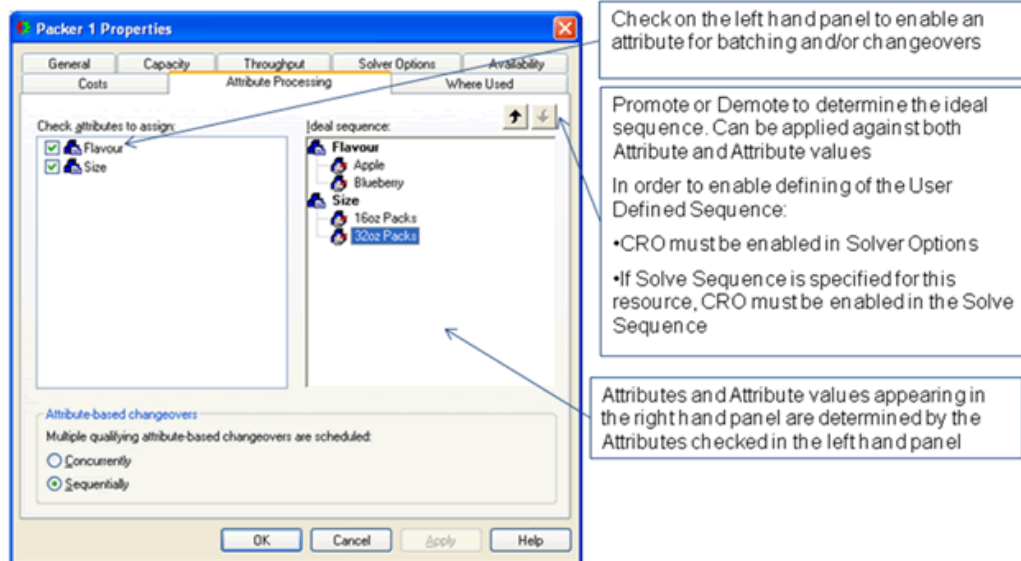 Packer 1 Properties
General
Capacity
Throughput
Solver Options
Availability
Costs
Attribute Processing
Where Used
Check attributes to assign:
Flavour
Size
Ideal sequence:
Flavour
Apple
Blueberry
Size
16oz Packs
32oz Packs
Attribute-based changeovers
Multiple qualifying attribute-based changeovers are scheduled:
Concurrently
Sequentially
OK
Cancel
Apply
Help
Check on the left hand panel to enable an
attribute for batching and/or changeovers
Promote or Demote to determine the ideal
sequence. Can be applied against both
Attribute and Attribute values
In order to enable defining of the User
Defined Sequence:
•CRO must be enabled in Solver Options
•If Solve Sequence is specified for this
resource, CRO must be enabled in the Solve
Sequence
Attributes and Attribute values appearing in
the right hand panel are determined by the
Attributes checked in the left hand panel